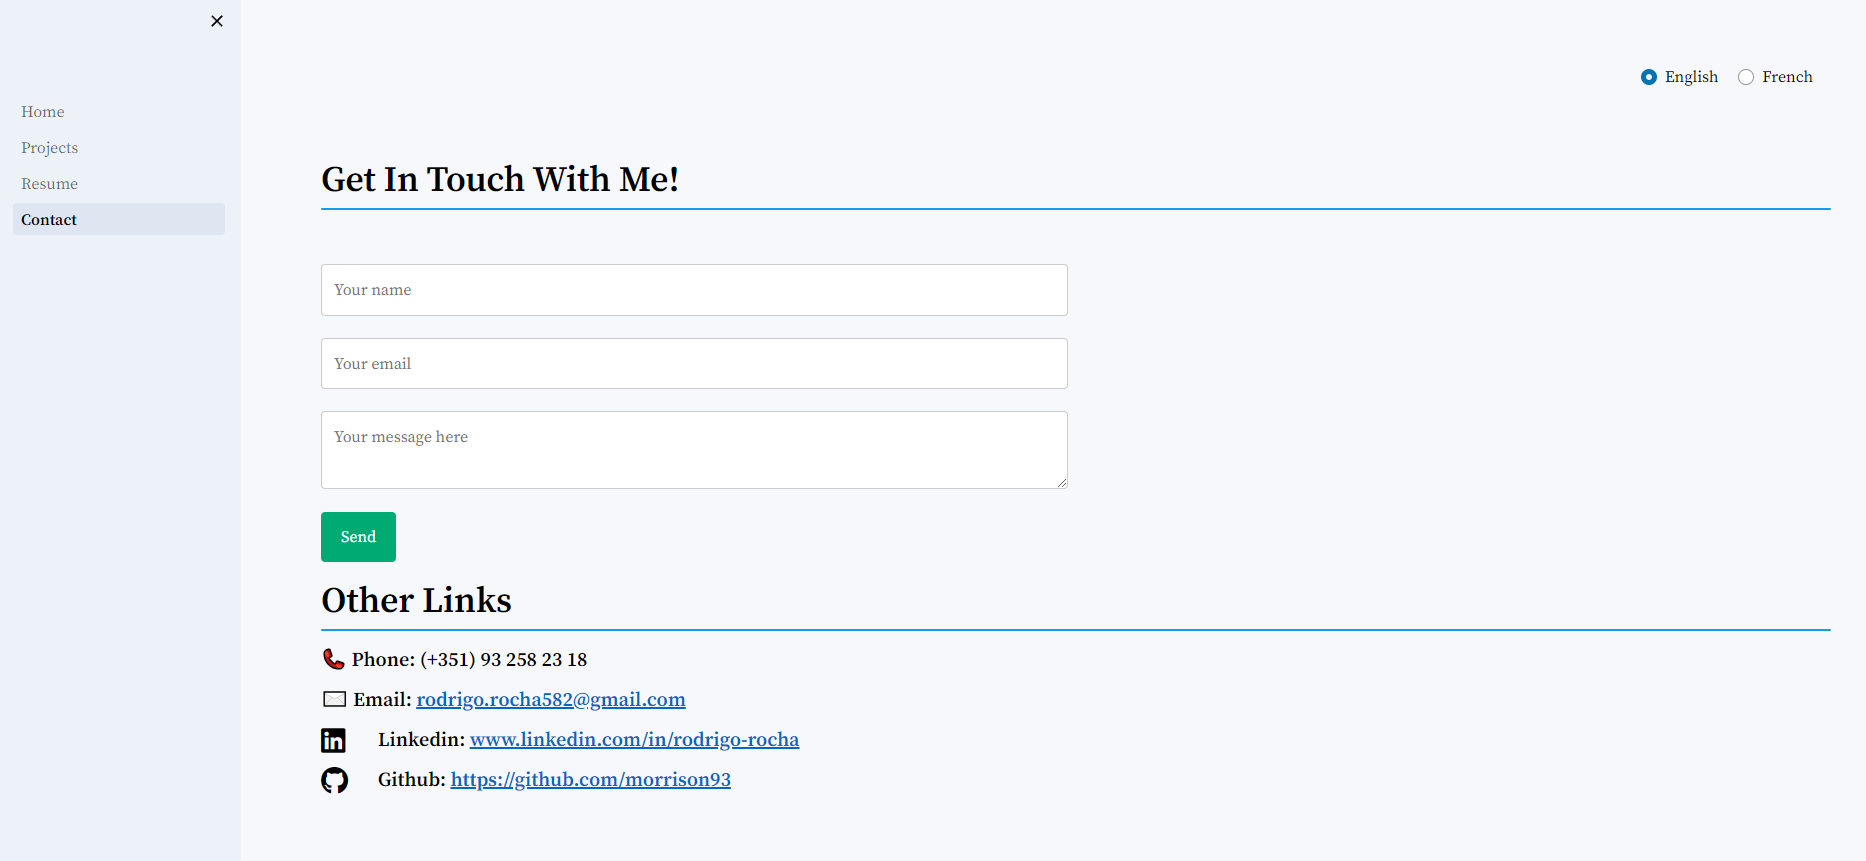 Home
Projects
Resume
Contact
English French
Get In Touch With Me!
Your name
Your email
Your message here
Send
Other Links
Phone: (+351) 93 258 23 18
Email: rodrigo.rocha582@gmail.com
in Linkedin: www.linkedin.com/in/rodrigo-rocha
Github: https://github.com/morrison93